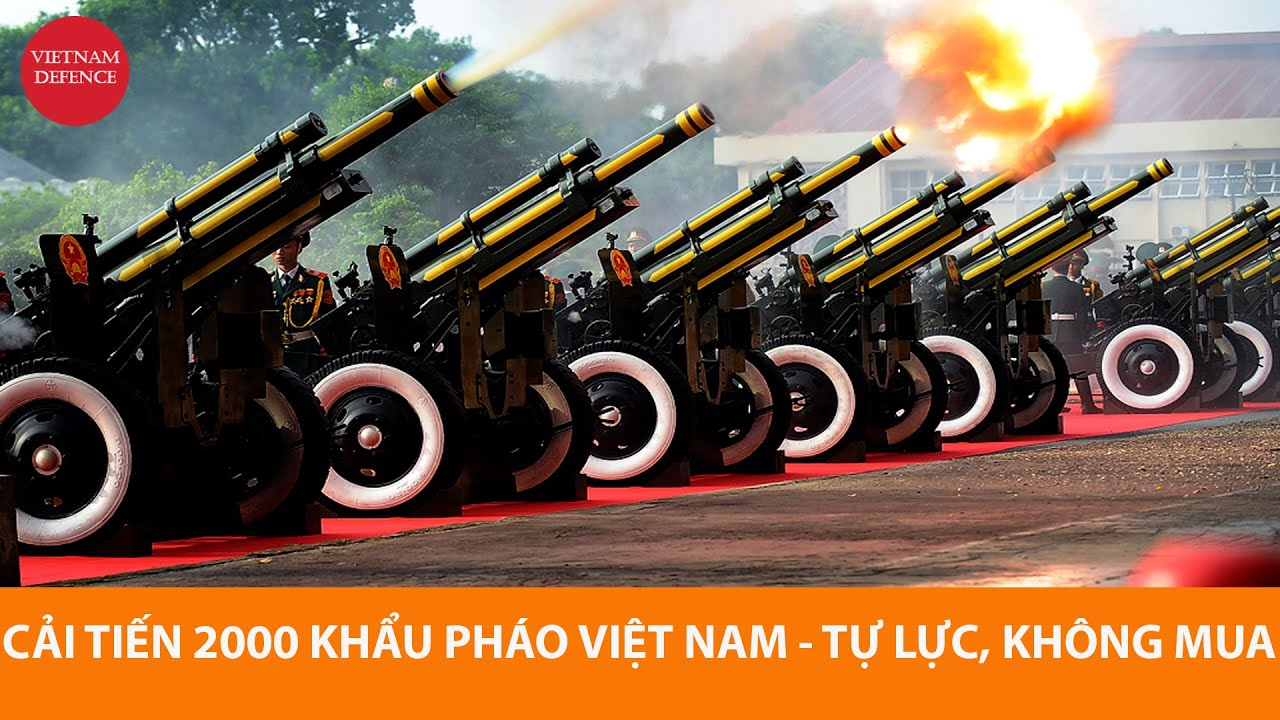 VIETNAM
DEFENCE
CẢI TIẾN 2000 KHẨU PHÁO VIỆT NAM - TỰ LỰC, KHÔNG MUA